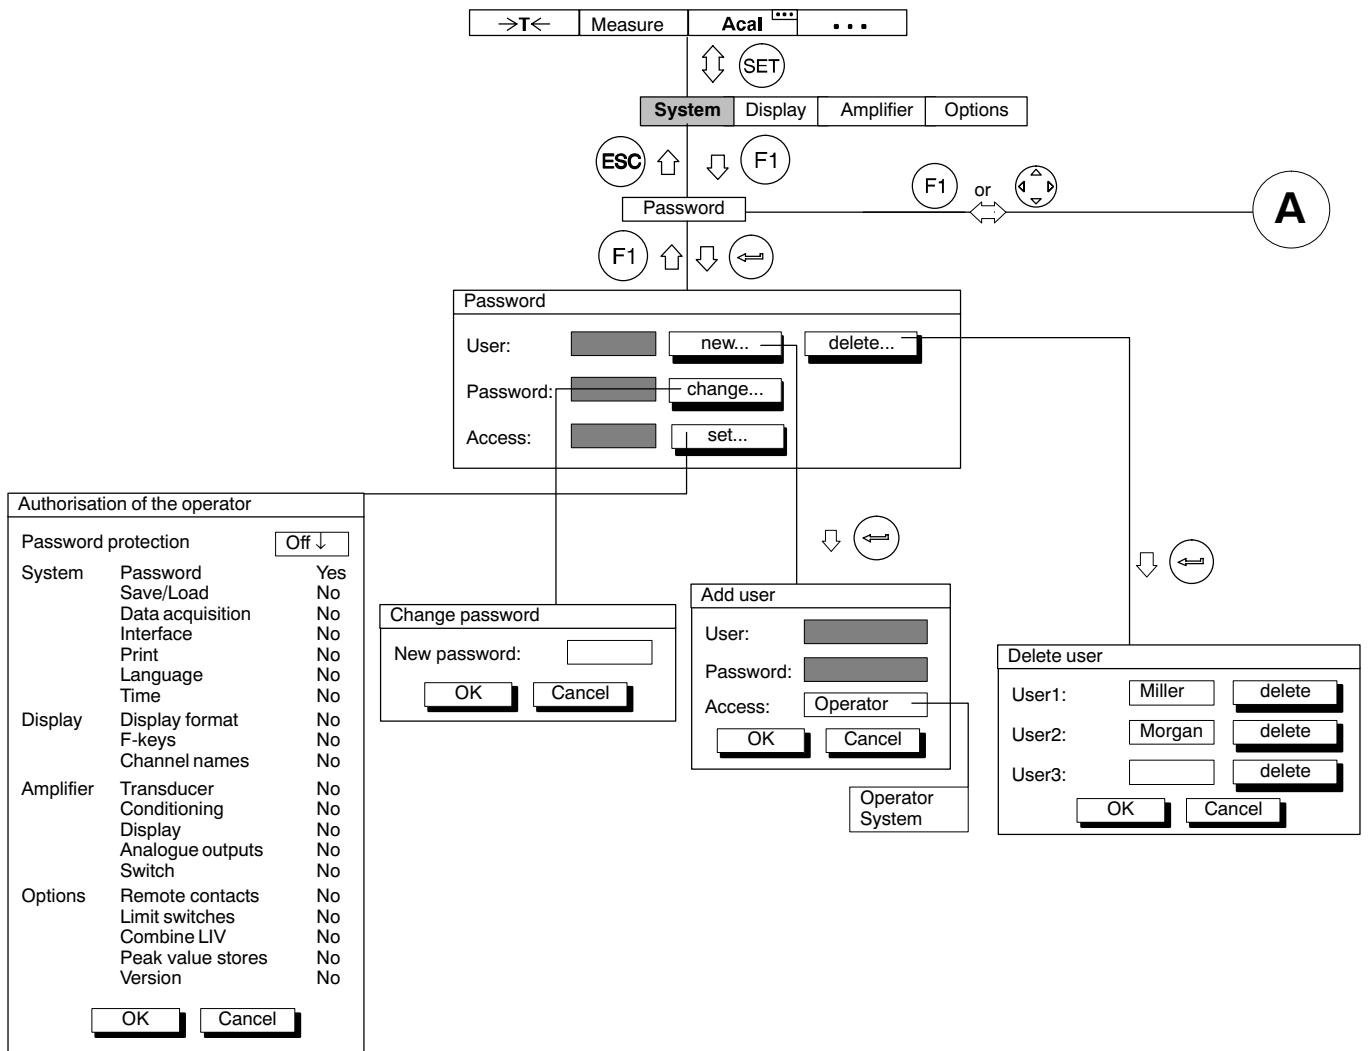 →T← Measure Acal ... . . .
SET
System Display Amplifier Options
ESC F1
F1 or
Password
A
F1
Password
User: new... delete...
Password: change...
Access: set...
Authorisation of the operator
Password protection Off ↓
System Password Yes
Save/Load No
Data acquisition No
Interface No
Print No
Language No
Time No
Display Display format No
F-keys No
Channel names No
Amplifier Transducer No
Conditioning No
Display No
Analogue outputs No
Switch No
Options Remote contacts No
Limit switches No
Combine LIV No
Peak value stores No
Version No
OK Cancel
Change password
New password:
OK Cancel
Add user
User:
Password:
Access: Operator
OK Cancel
Operator
System
Delete user
User1: Miller delete
User2: Morgan delete
User3: delete
OK Cancel